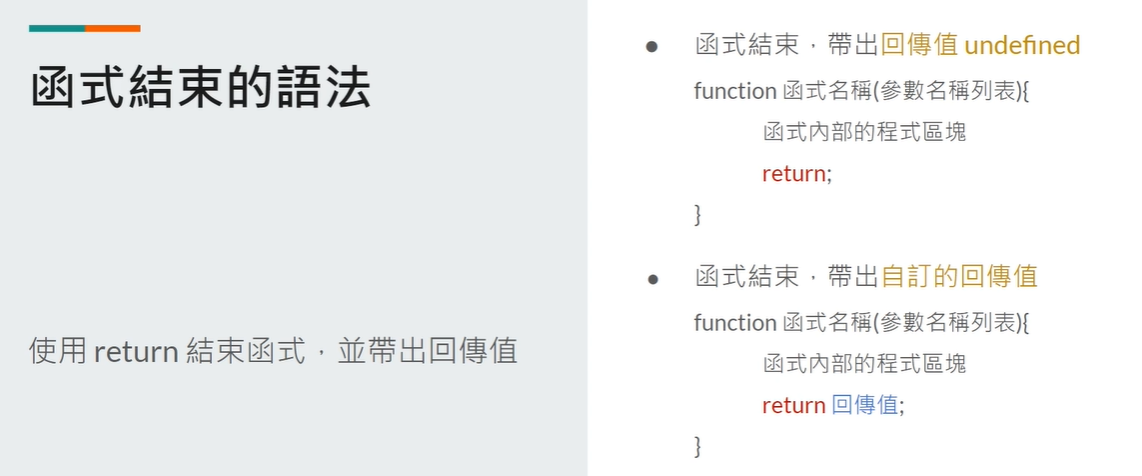 函式結束的語法
使用 return 結束函式，並帶出回傳值
● 函式結束，帶出回傳值 undefined
function 函式名稱(參數名稱列表){
函式內部的程式區塊
return;
}
● 函式結束，帶出自訂的回傳值
function 函式名稱(參數名稱列表){
函式內部的程式區塊
return 回傳值;
}